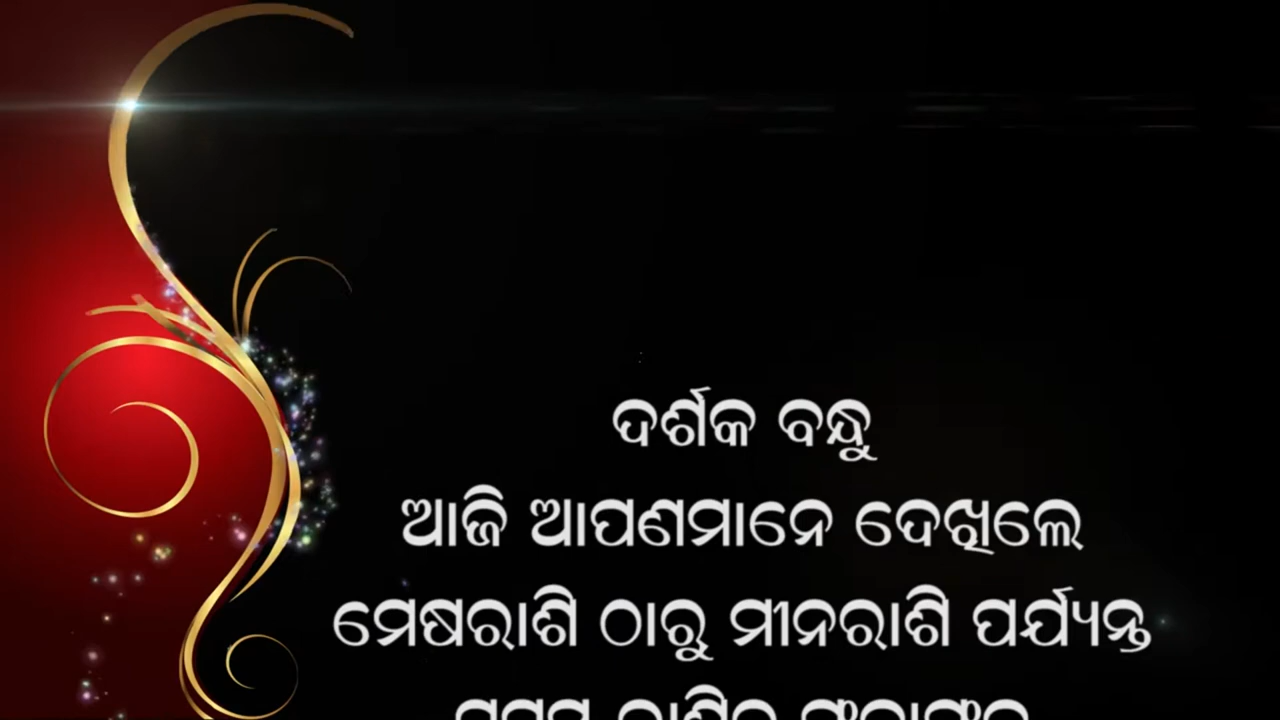 ଦର୍ଶକ ବନ୍ଧୁ
ଆଜି ଆପଣମାନେ ଦେଖିଲେ
ମେଷରାଶି ଠାରୁ ମୀନରାଶି ପର୍ଯ୍ୟନ୍ତ